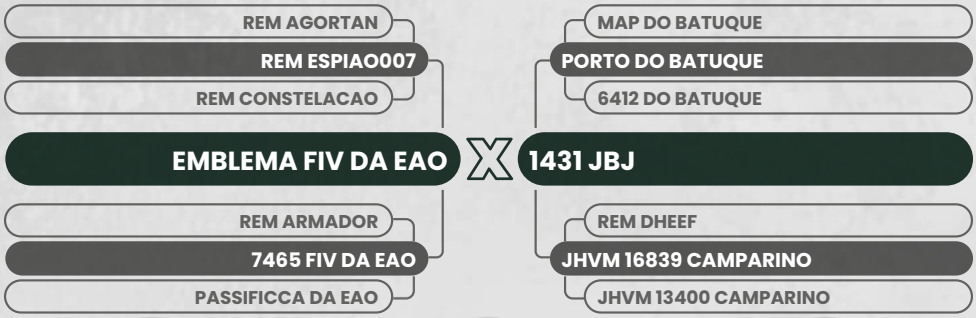 REM AGORTAN
MAP DO BATUQUE
REM ESPIAO007
PORTO DO BATUQUE
REM CONSTELACAO
6412 DO BATUQUE
EMBLEMA FIV DA EAO X 1431 JBJ
REM ARMADOR
REM DHEEF
7465 FIV DA EAO
JHVM 16839 CAMPARINO
PASSIFICCA DA EAO
JHVM 13400 CAMPARINO